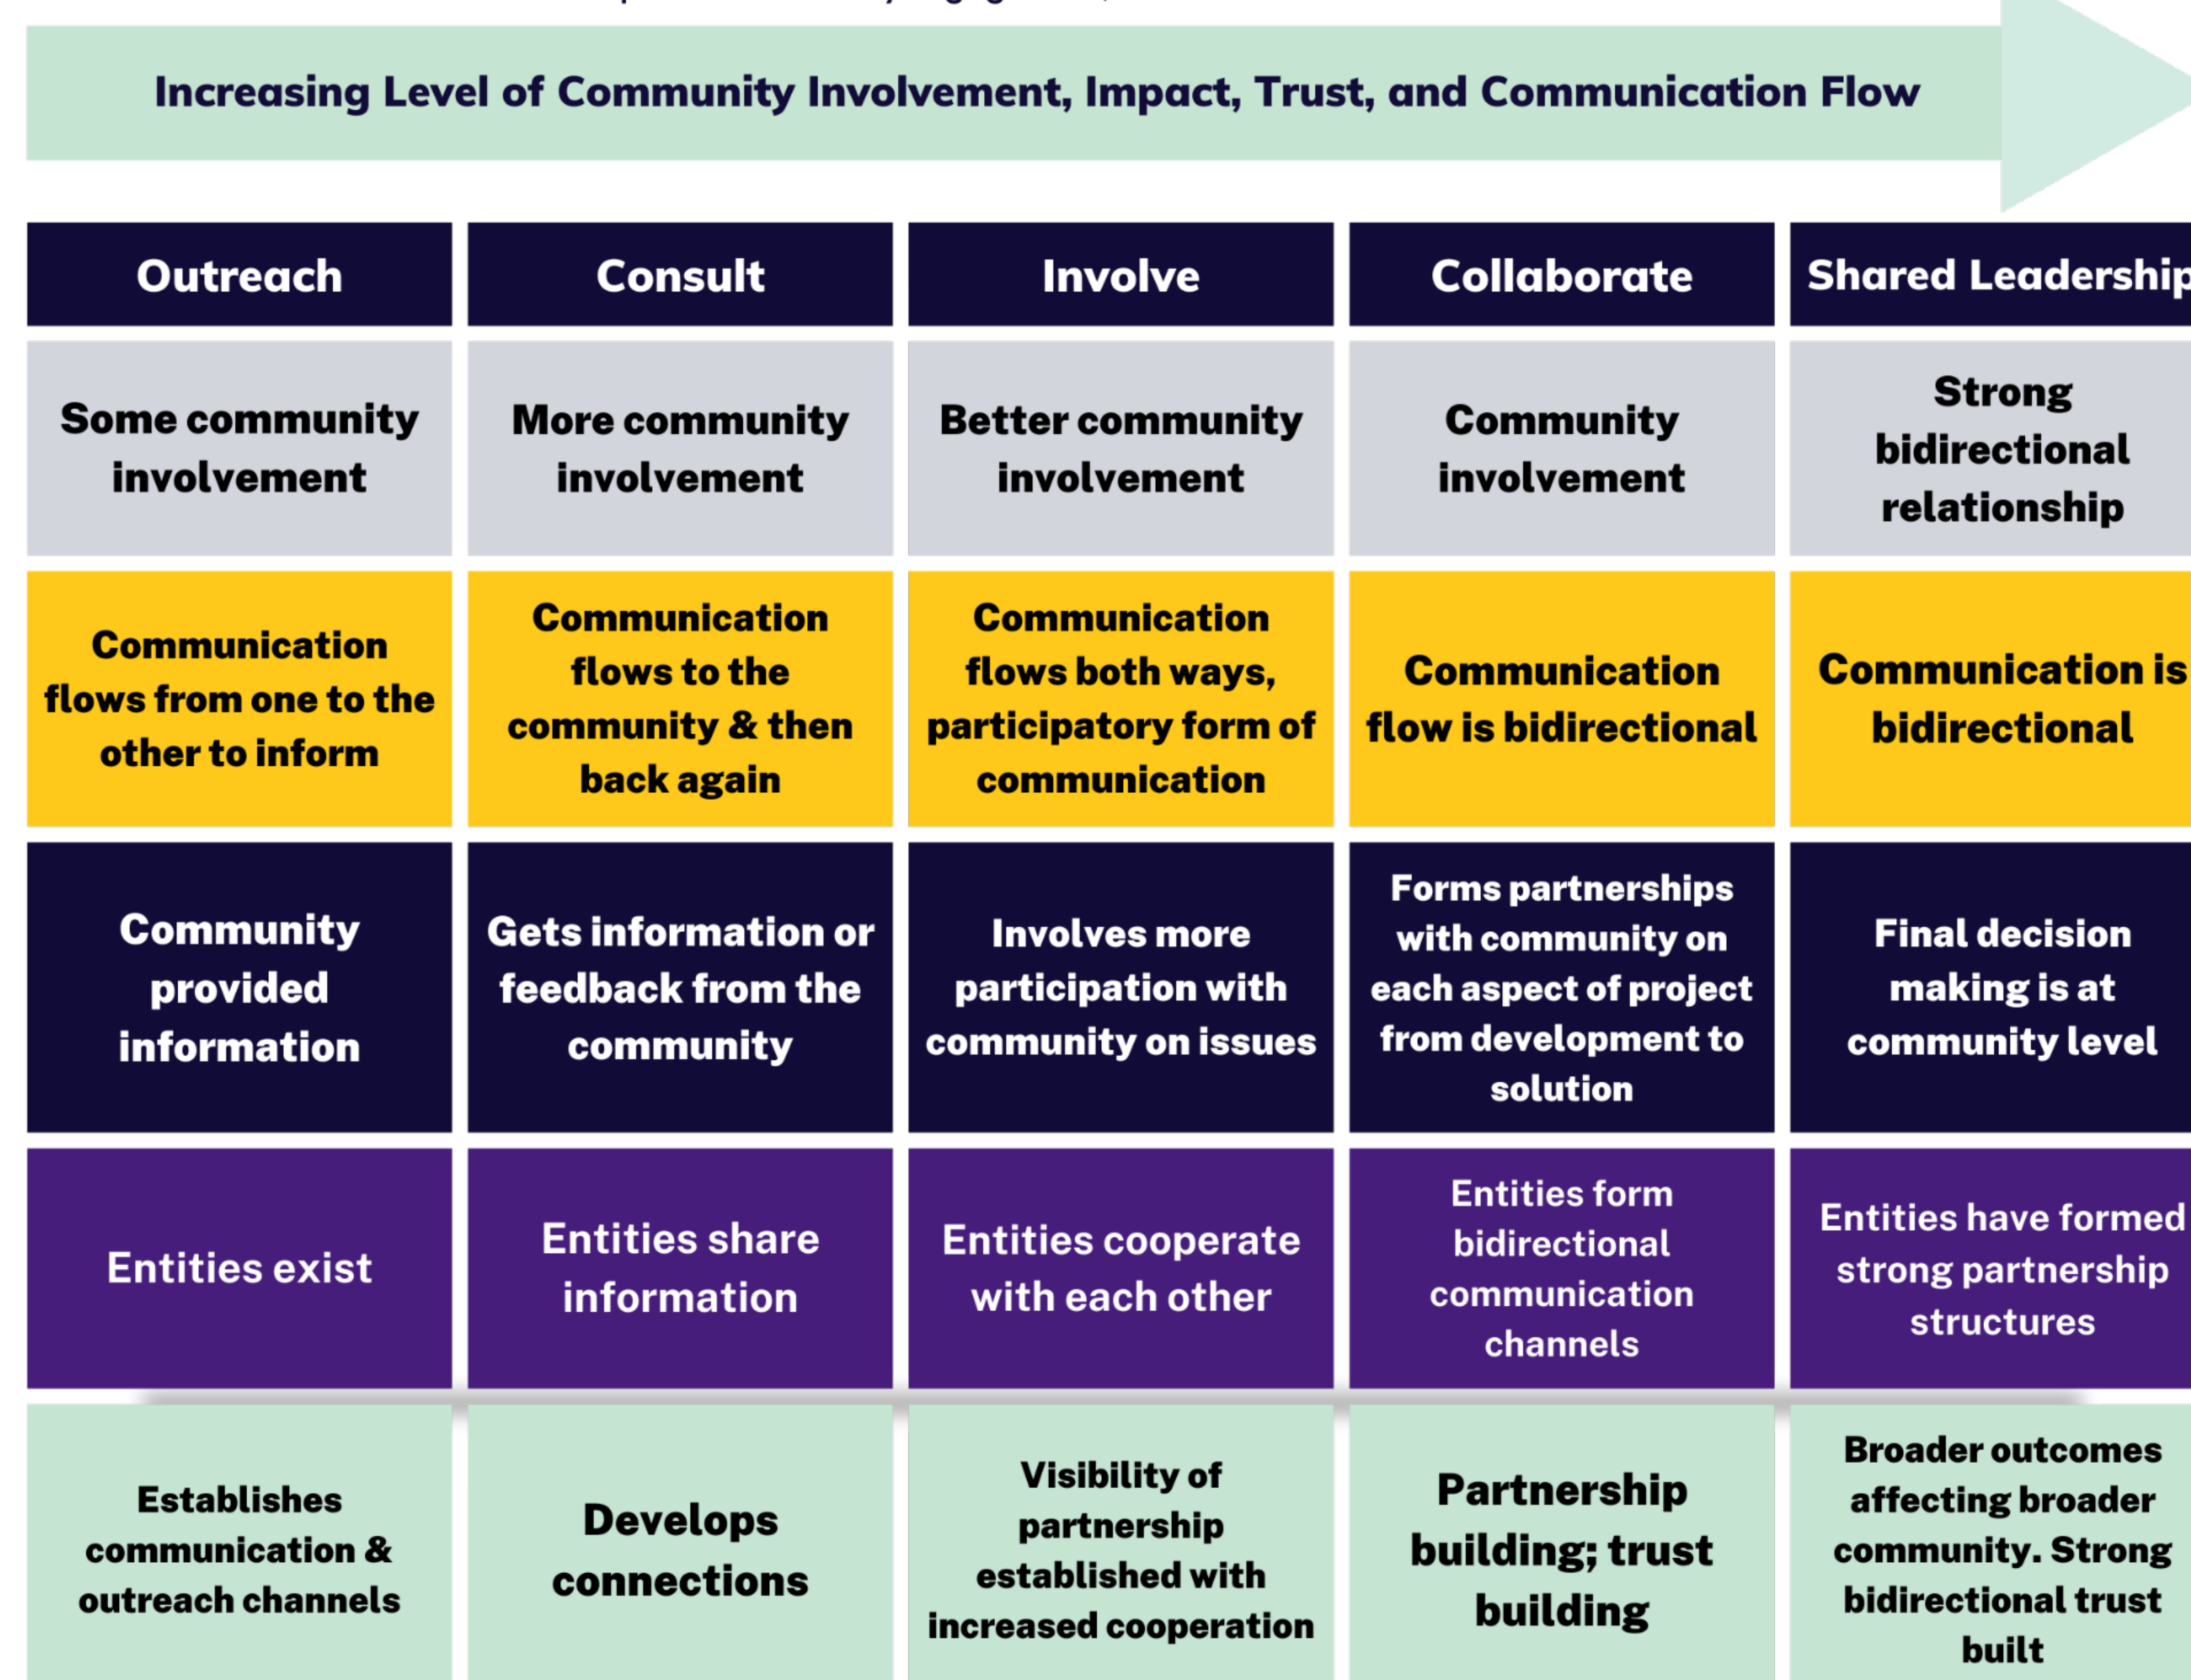 Increasing Level of Community Involvement, Impact, Trust, and Communication Flow
Outreach
Consult
Involve
Collaborate
Shared Leadership
Some community
involvement
More community
involvement
Better community
involvement
Community
involvement
Strong
bidirectional
relationship
Communication
flows from one to the
other to inform
Communication
flows to the
community & then
back again
Communication
flows both ways,
participatory form of
communication
Communication
flow is bidirectional
Communication is
bidirectional
Community
provided
information
Gets information or
feedback from the
community
Involves more
participation with
community on issues
Forms partnerships
with community on
each aspect of project
from development to
solution
Final decision
making is at
community level
Entities exist
Entities share
information
Entities cooperate
with each other
Entities form
bidirectional
communication
channels
Entities have formed
strong partnership
structures
Establishes
communication &
outreach channels
Develops
connections
Visibility of
partnership
established with
increased cooperation
Partnership
building; trust
building
Broader outcomes
affecting broader
community. Strong
bidirectional trust
built